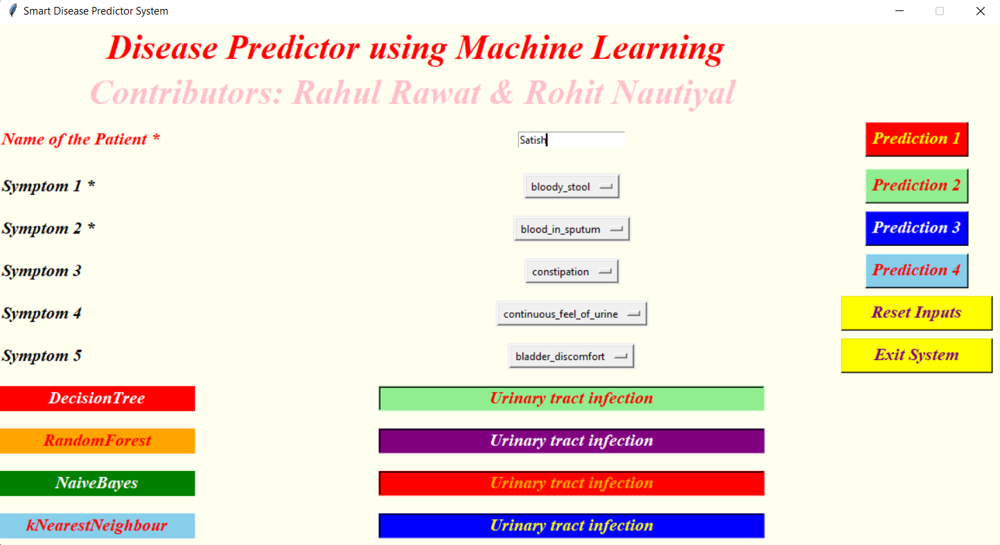 Smart Disease Predictor System
Disease Predictor using Machine Learning
Contributors: Rahul Rawat & Rohit Nautiyal
Name of the Patient * Satish Prediction 1
Symptom 1 * bloody_stool Prediction 2
Symptom 2 * blood_in_sputum Prediction 3
Symptom 3 constipation Prediction 4
Symptom 4 continuous_feel_of_urine Reset Inputs
Symptom 5 bladder_discomfort Exit System
DecisionTree Urinary tract infection
RandomForest Urinary tract infection
NaiveBayes Urinary tract infection
kNearestNeighbour Urinary tract infection